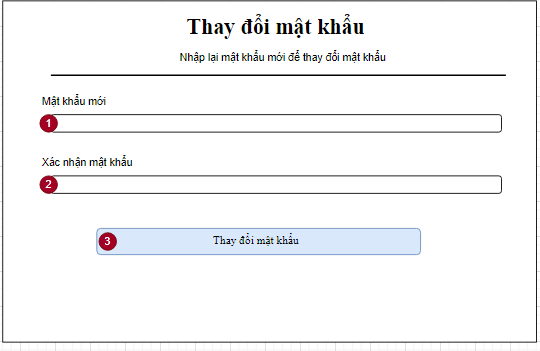 Thay đổi mật khẩu
Nhập lại mật khẩu mới để thay đổi mật khẩu
Mật khẩu mới
1
Xác nhận mật khẩu
2
3 Thay đổi mật khẩu